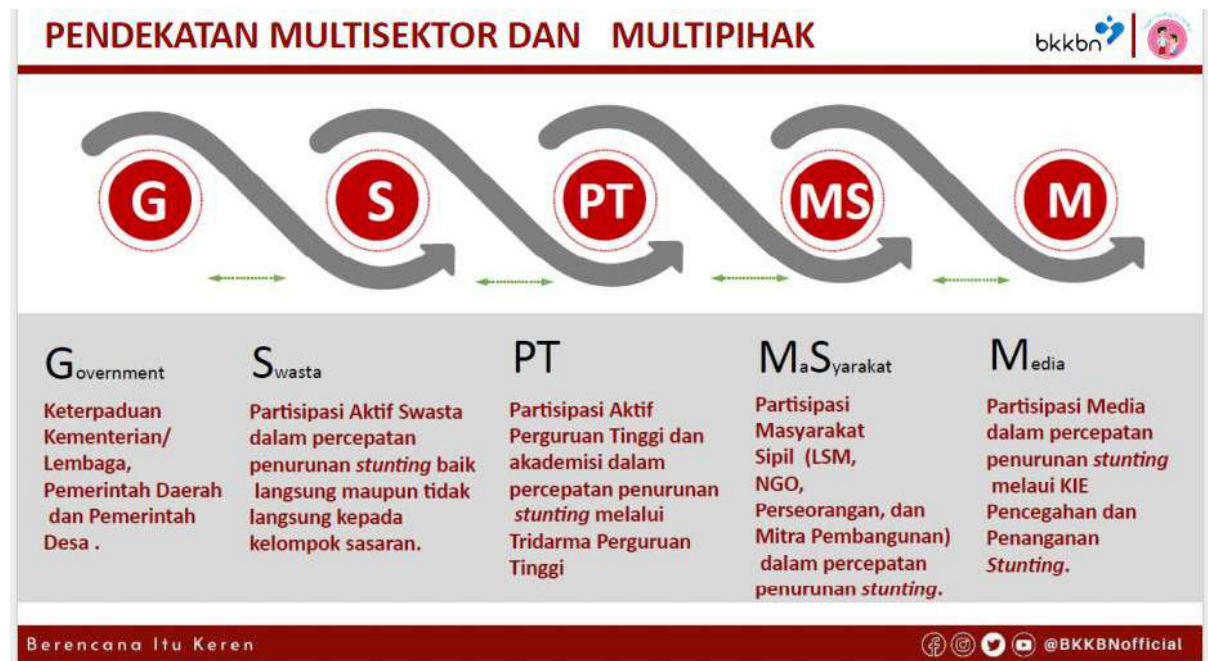 PENDEKATAN MULTISEKTOR DAN MULTIPIHAK
bkkbn
G
S
PT
MS
M
Government
Keterpaduan
Kementerian/
Lembaga,
Pemerintah Daerah
dan Pemerintah
Desa .
Swasta
Partisipasi Aktif Swasta
dalam percepatan
penurunan stunting baik
langsung maupun tidak
langsung kepada
kelompok sasaran.
PT
Partisipasi Aktif
Perguruan Tinggi dan
akademisi dalam
percepatan penurunan
stunting melalui
Tridarma Perguruan
Tinggi
MaSyarakat
Partisipasi
Masyarakat
Sipil (LSM,
NGO,
Perseorangan, dan
Mitra Pembangunan)
dalam percepatan
penurunan stunting.
Media
Partisipasi Media
dalam percepatan
penurunan stunting
melaui KIE
Pencegahan dan
Penanganan
Stunting.
Berencana Itu Keren
@BKKBNofficial